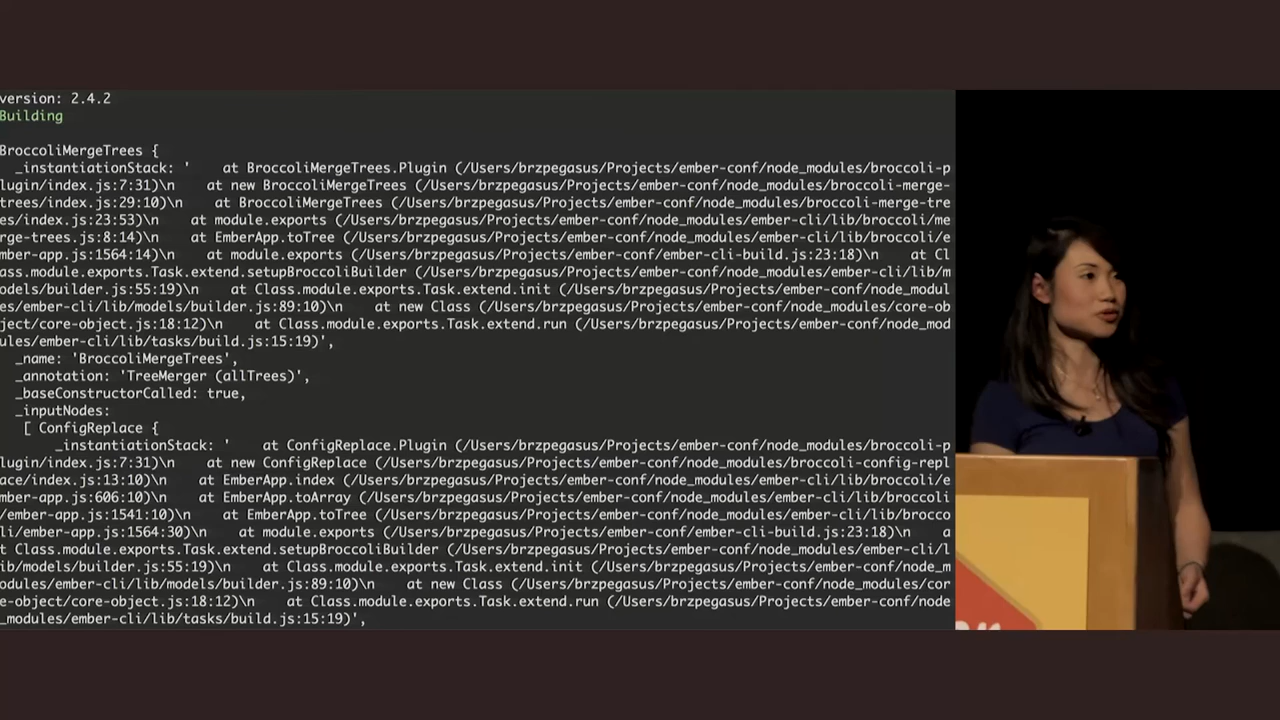 version: 2.4.2
Building
BroccoliMergeTrees {
_instantiationStack: '    at BroccoliMergeTrees.Plugin (/Users/brzpegasus/Projects/ember-conf/node_modules/broccoli-p
lugin/index.js:7:31)\n    at new BroccoliMergeTrees (/Users/brzpegasus/Projects/ember-conf/node_modules/broccoli-merge-
trees/index.js:29:10)\n    at BroccoliMergeTrees (/Users/brzpegasus/Projects/ember-conf/node_modules/broccoli-merge-tre
es/index.js:23:53)\n    at module.exports (/Users/brzpegasus/Projects/ember-conf/node_modules/ember-cli/lib/broccoli/me
rge-trees.js:8:14)\n    at EmberApp.toTree (/Users/brzpegasus/Projects/ember-conf/node_modules/ember-cli/lib/broccoli/e
mber-app.js:1564:14)\n    at module.exports (/Users/brzpegasus/Projects/ember-conf/ember-cli-build.js:23:18)\n    at Cl
ass.module.exports.Task.extend.setupBroccoliBuilder (/Users/brzpegasus/Projects/ember-conf/node_modules/ember-cli/lib/m
odels/builder.js:55:19)\n    at Class.module.exports.Task.extend.init (/Users/brzpegasus/Projects/ember-conf/node_modul
es/ember-cli/lib/models/builder.js:89:10)\n    at new Class (/Users/brzpegasus/Projects/ember-conf/node_modules/core-ob
ject/core-object.js:18:12)\n    at Class.module.exports.Task.extend.run (/Users/brzpegasus/Projects/ember-conf/node_mod
ules/ember-cli/lib/tasks/build.js:15:19)',
_name: 'BroccoliMergeTrees',
_annotation: 'TreeMerger (allTrees)',
_baseConstructorCalled: true,
_inputNodes:
[ ConfigReplace {
_instantiationStack: '    at ConfigReplace.Plugin (/Users/brzpegasus/Projects/ember-conf/node_modules/broccoli-p
lugin/index.js:7:31)\n    at new ConfigReplace (/Users/brzpegasus/Projects/ember-conf/node_modules/broccoli-config-repl
ace/index.js:13:10)\n    at EmberApp.index (/Users/brzpegasus/Projects/ember-conf/node_modules/ember-cli/lib/broccoli/e
mber-app.js:606:10)\n    at EmberApp.toArray (/Users/brzpegasus/Projects/ember-conf/node_modules/ember-cli/lib/broccoli
/ember-app.js:1541:10)\n    at EmberApp.toTree (/Users/brzpegasus/Projects/ember-conf/node_modules/ember-cli/lib/brocco
li/ember-app.js:1564:30)\n    at module.exports (/Users/brzpegasus/Projects/ember-conf/ember-cli-build.js:23:18)\n    a
t Class.module.exports.Task.extend.setupBroccoliBuilder (/Users/brzpegasus/Projects/ember-conf/node_modules/ember-cli/l
ib/models/builder.js:55:19)\n    at Class.module.exports.Task.extend.init (/Users/brzpegasus/Projects/ember-conf/node_m
odules/ember-cli/lib/models/builder.js:89:10)\n    at new Class (/Users/brzpegasus/Projects/ember-conf/node_modules/cor
e-object/core-object.js:18:12)\n    at Class.module.exports.Task.extend.run (/Users/brzpegasus/Projects/ember-conf/node
_modules/ember-cli/lib/tasks/build.js:15:19)',